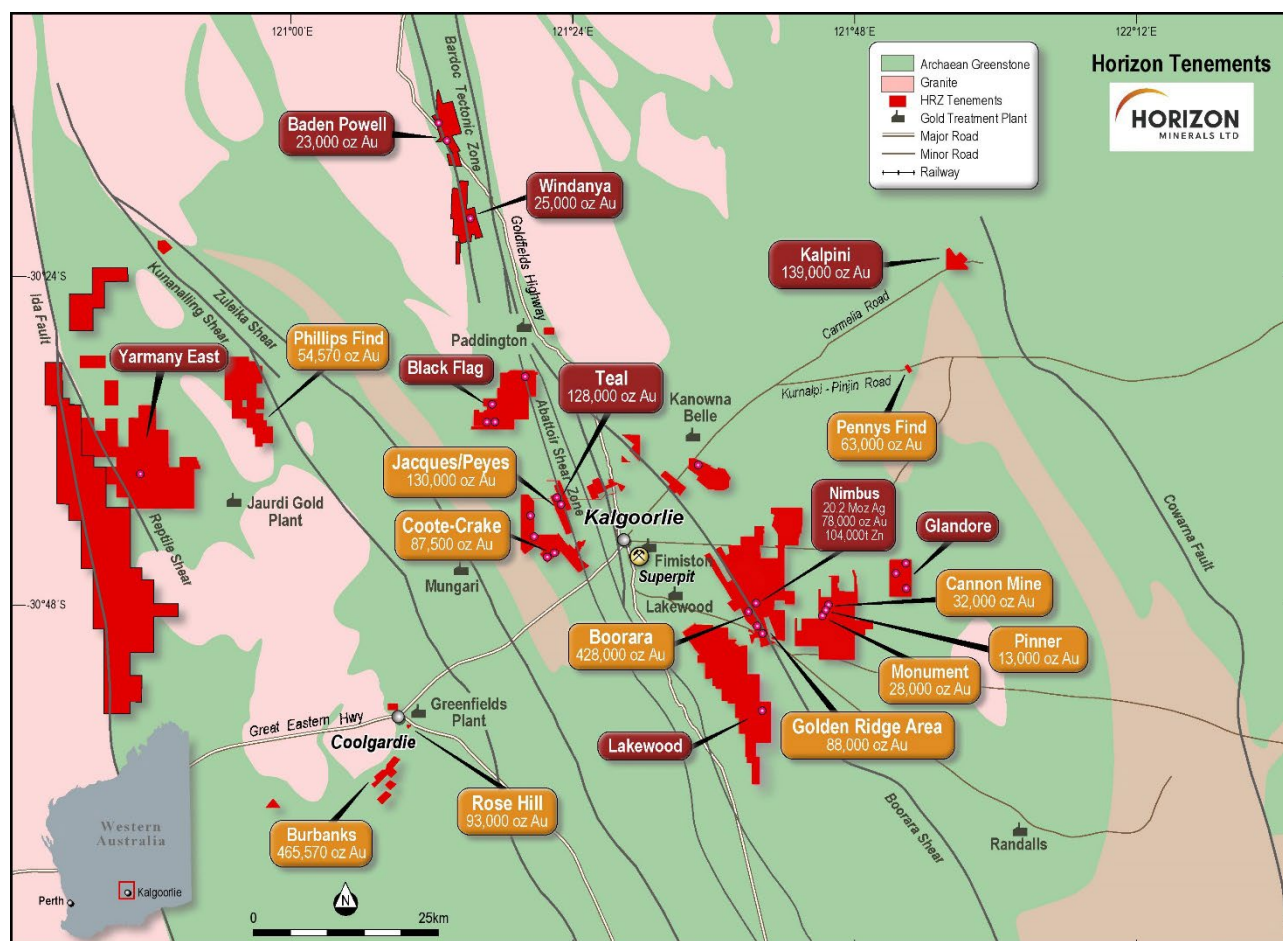 121°00'E
121°24'E
121°48'E
122°12'E
Horizon Tenements
HORIZON
MINERALS LTD
Archaean Greenstone
Granite
HRZ Tenements
Gold Treatment Plant
Major Road
Minor Road
Railway
Bardoc Tectonic Zone
Baden Powell
23,000 oz Au
Windanya
25,000 oz Au
Goldfields Highway
Kalpini
139,000 oz Au
-30°24'S
Ida Fault
Kunanalling Shear
Zuleika Shear
Carmelia Road
Phillips Find
54,570 oz Au
Paddington
Yarmany East
Black Flag
Teal
128,000 oz Au
Kurnalpi - Pinjin Road
Kanowna
Belle
Abattoir Shear Zone
Pennys Find
63,000 oz Au
Jacques/Peyes
130,000 oz Au
Nimbus
20.2 Moz Ag
78,000 oz Au
104,000t Zn
Jaurdi Gold
Plant
Reptile Shear
Coote-Crake
87,500 oz Au
Kalgoorlie
Glandore
Cowarna Fault
Fimiston
Superpit
Mungari
Lakewood
Cannon Mine
32,000 oz Au
-30°48'S
Boorara
428,000 oz Au
Pinner
13,000 oz Au
Monument
28,000 oz Au
Greenfields
Plant
Great Eastern Hwy
Coolgardie
Lakewood
Golden Ridge Area
88,000 oz Au
Rose Hill
93,000 oz Au
Boorara Shear
Burbanks
465,570 oz Au
Randalls
Western
Australia
Perth
Kalgoorlie
N
0
25km